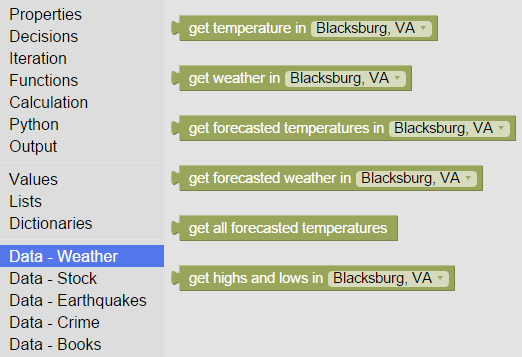 Properties
Decisions
Iteration
Functions
Calculation
Python
Output
Values
Lists
Dictionaries
Data - Weather
Data - Stock
Data - Earthquakes
Data - Crime
Data - Books
get temperature in Blacksburg, VA
get weather in Blacksburg, VA
get forecasted temperatures in Blacksburg, VA
get forecasted weather in Blacksburg, VA
get all forecasted temperatures
get highs and lows in Blacksburg, VA